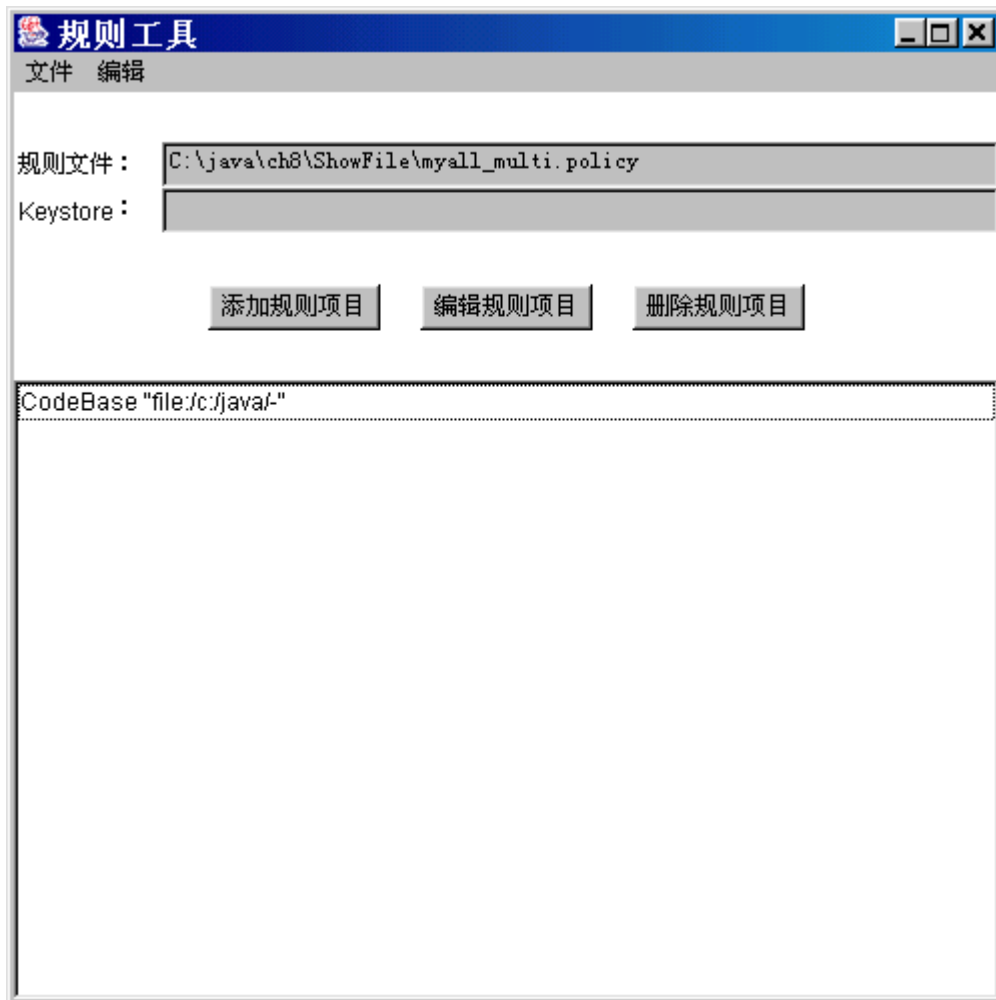 规则工具
文件 编辑
规则文件： C:\java\ch8\ShowFile\myall_multi.policy
Keystore：
添加规则项目 编辑规则项目 删除规则项目
CodeBase "file:/c:/java/-"